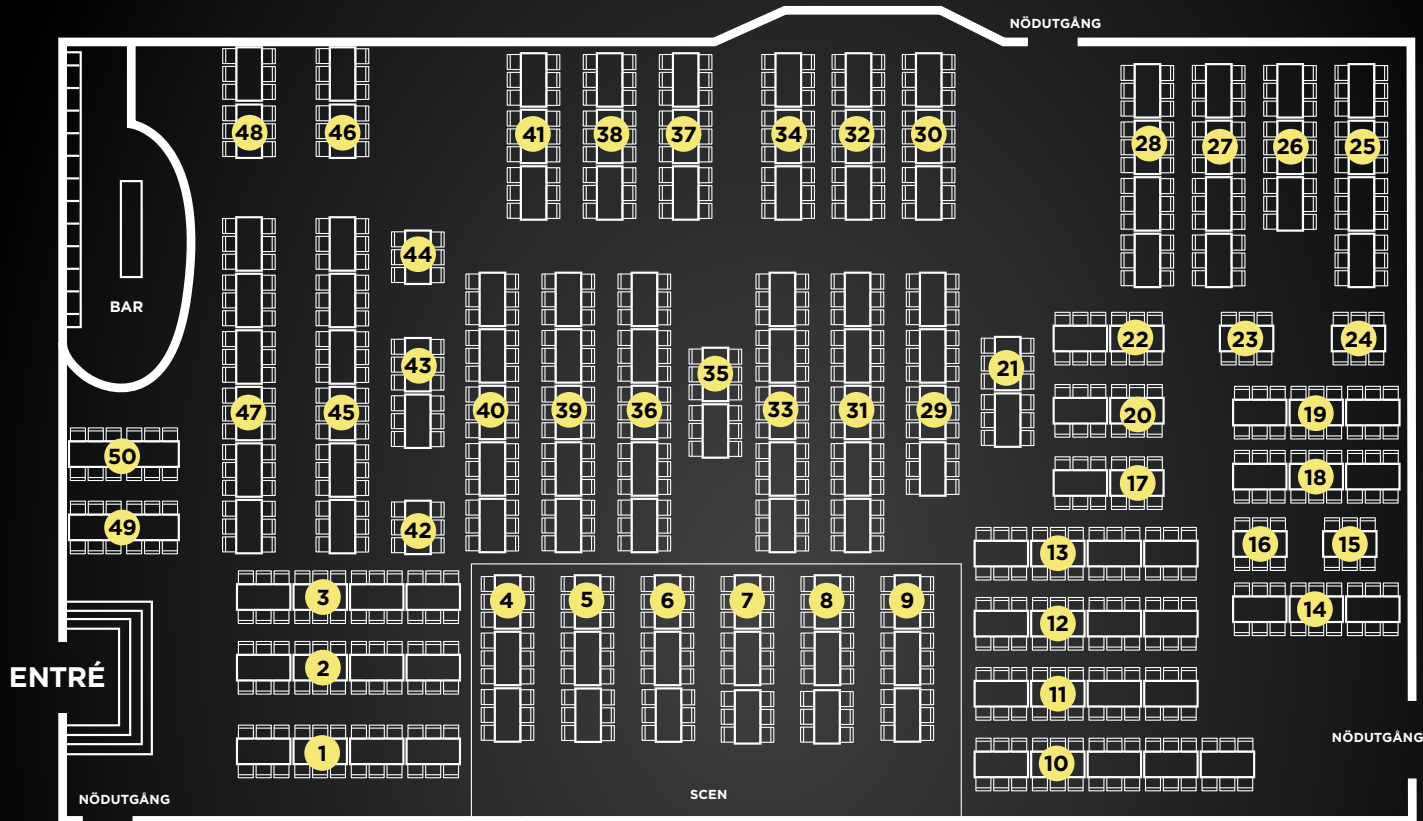 NÖDUTGÅNG
48 46 41 38 37 34 32 30 28 27 26 25
44
BAR
43 35 21 22 23 24
47 45 40 39 36 33 31 29 20 19
50 17 18
49 42 13 16 15
3 4 5 6 7 8 9 12 14
ENTRÉ 2 11
1 10
NÖDUTGÅNG
NÖDUTGÅNG SCEN